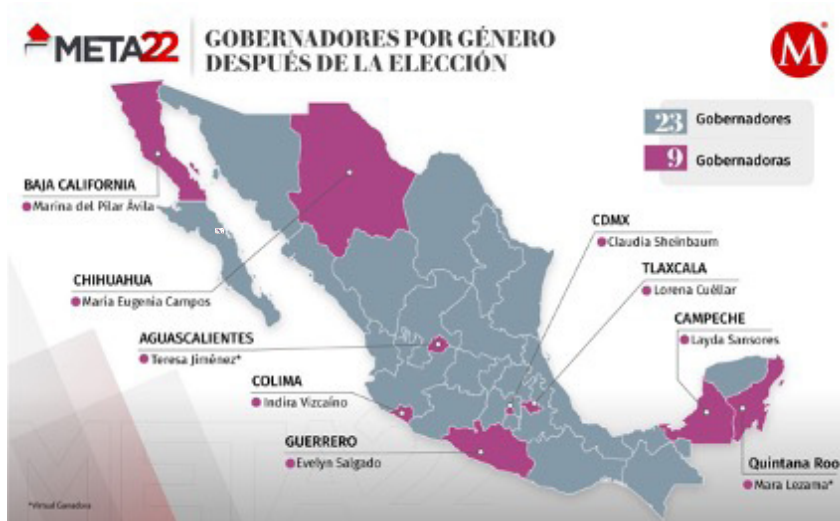 META22
GOBERNADORES POR GÉNERO
DESPUÉS DE LA ELECCIÓN
M
23 Gobernadores
9 Gobernadoras
BAJA CALIFORNIA
Marina del Pilar Ávila
CDMX
Claudia Sheinbaum
TLAXCALA
Lorena Cuéllar
CHIHUAHUA
María Eugenia Campos
CAMPECHE
Layda Sansores
AGUASCALIENTES
Teresa Jiménez*
COLIMA
Indira Vizcaíno
GUERRERO
Evelyn Salgado
Quintana Roo
Mara Lezama*
*Virtual Ganadora